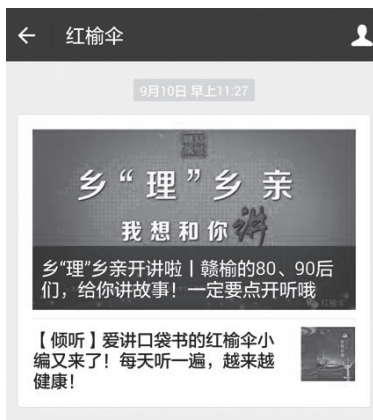 红榆伞
9月10日 早上11:27
乡“理”乡亲
我想和你讲
乡“理”乡亲开讲啦丨赣榆的80、90后
们，给你讲故事！一定要点开听哦
红榆伞
【倾听】爱讲口袋书的红榆伞小
编又来了！每天听一遍，越来越
健康！